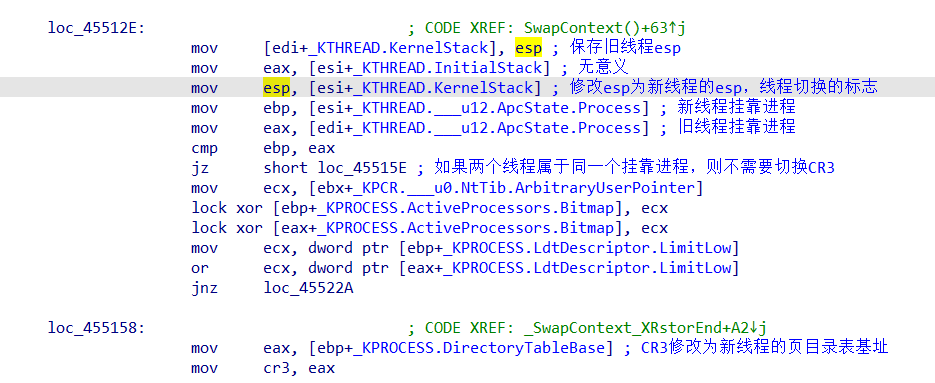 loc_45512E: ; CODE XREF: SwapContext()+63↑j
mov [edi+_KTHREAD.KernelStack], esp ; 保存旧线程esp
mov eax, [esi+_KTHREAD.InitialStack] ; 无意义
mov esp, [esi+_KTHREAD.KernelStack] ; 修改esp为新线程的esp，线程切换的标志
mov ebp, [esi+_KTHREAD.___u12.ApcState.Process] ; 新线程挂靠进程
mov eax, [edi+_KTHREAD.___u12.ApcState.Process] ; 旧线程挂靠进程
cmp ebp, eax
jz short loc_45515E ; 如果两个线程属于同一个挂靠进程，则不需要切换CR3
mov ecx, [ebx+_KPCR.___u0.NtTib.ArbitraryUserPointer]
lock xor [ebp+_KPROCESS.ActiveProcessors.Bitmap], ecx
lock xor [eax+_KPROCESS.ActiveProcessors.Bitmap], ecx
mov ecx, dword ptr [ebp+_KPROCESS.LdtDescriptor.LimitLow]
or ecx, dword ptr [eax+_KPROCESS.LdtDescriptor.LimitLow]
jnz loc_45522A
loc_455158: ; CODE XREF: _SwapContext_XRstorEnd+A2↓j
mov eax, [ebp+_KPROCESS.DirectoryTableBase] ; CR3修改为新线程的页目录表基址
mov cr3, eax